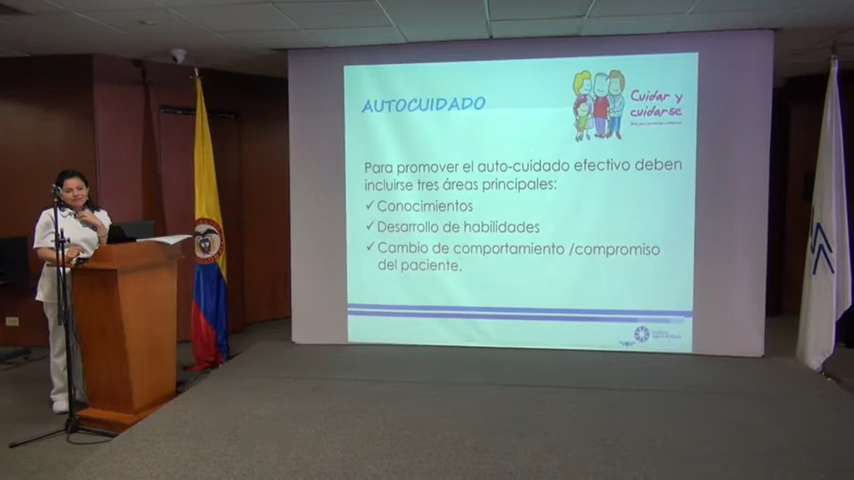 AUTOCUIDADO
Cuidar y
cuidarse
Para promover el auto-cuidado efectivo deben
incluirse tres áreas principales:
✓ Conocimientos
✓ Desarrollo de habilidades
✓ Cambio de comportamiento /compromiso
del paciente.